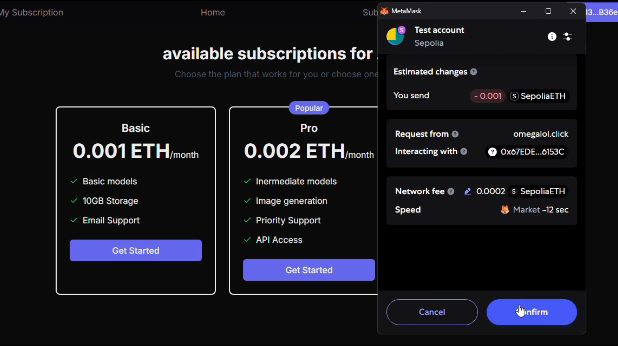 My Subscription
Home
Sub
available subscriptions for
Choose the plan that works for you or choose one
Basic
0.001 ETH/month
Basic models
10GB Storage
Email Support
Get Started
Popular
Pro
0.002 ETH/month
Inermediate models
Image generation
Priority Support
API Access
Get Started
MetaMask
Test account
Sepolia
Estimated changes
You send
- 0.001 SepoliaETH
Request from omegalol.click
Interacting with 0x67EDE...6153C
Network fee 0.0002 SepoliaETH
Speed Market ~12 sec
Cancel
Confirm
3...B36e